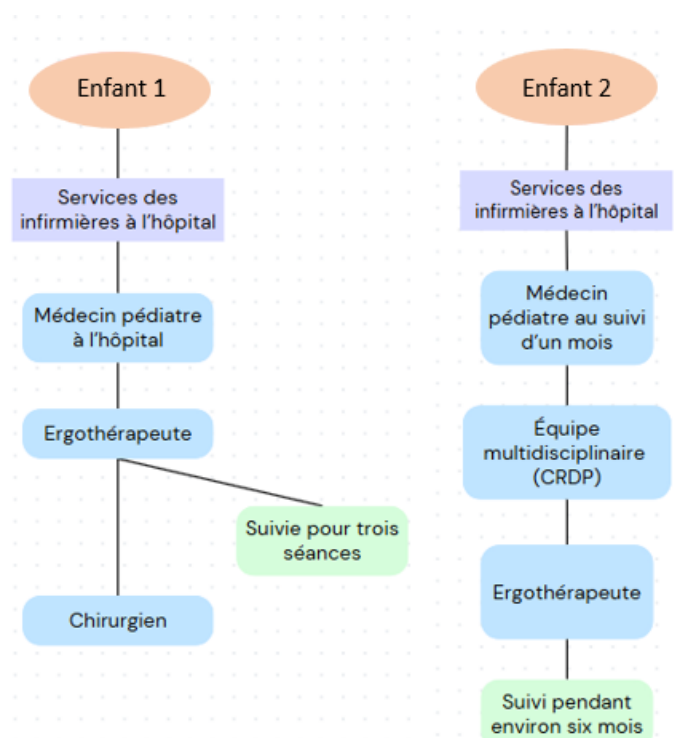 Enfant 1
Services des
infirmières à l'hôpital
Médecin pédiatre
à l'hôpital
Ergothérapeute
Suivie pour trois
séances
Chirurgien
Enfant 2
Services des
infirmières à l'hôpital
Médecin
pédiatre au suivi
d'un mois
Équipe
multidisciplinaire
(CRDP)
Ergothérapeute
Suivi pendant
environ six mois